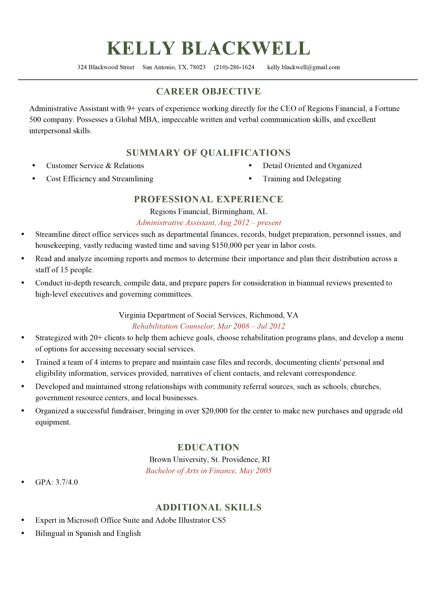 KELLY BLACKWELL
324 Blackwood Street San Antonio, TX, 78023 (210)-286-1624 kelly.blackwell@gmail.com
CAREER OBJECTIVE
Administrative Assistant with 9+ years of experience working directly for the CEO of Regions Financial, a Fortune
500 company. Possesses a Global MBA, impeccable written and verbal communication skills, and excellent
interpersonal skills.
SUMMARY OF QUALIFICATIONS
• Customer Service & Relations • Detail Oriented and Organized
• Cost Efficiency and Streamlining • Training and Delegating
PROFESSIONAL EXPERIENCE
Regions Financial, Birmingham, AL
Administrative Assistant, Aug 2012 – present
• Streamline direct office services such as departmental finances, records, budget preparation, personnel issues, and
housekeeping, vastly reducing wasted time and saving $150,000 per year in labor costs.
• Read and analyze incoming reports and memos to determine their importance and plan their distribution across a
staff of 15 people.
• Conduct in-depth research, compile data, and prepare papers for consideration in biannual reviews presented to
high-level executives and governing committees.
Virginia Department of Social Services, Richmond, VA
Rehabilitation Counselor, Mar 2008 – Jul 2012
• Strategized with 20+ clients to help them achieve goals, choose rehabilitation programs plans, and develop a menu
of options for accessing necessary social services.
• Trained a team of 4 interns to prepare and maintain case files and records, documenting clients' personal and
eligibility information, services provided, narratives of client contacts, and relevant correspondence.
• Developed and maintained strong relationships with community referral sources, such as schools, churches,
government resource centers, and local businesses.
• Organized a successful fundraiser, bringing in over $20,000 for the center to make new purchases and upgrade old
equipment.
EDUCATION
Brown University, St. Providence, RI
Bachelor of Arts in Finance, May 2005
• GPA: 3.7/4.0
ADDITIONAL SKILLS
• Expert in Microsoft Office Suite and Adobe Illustrator CS5
• Bilingual in Spanish and English